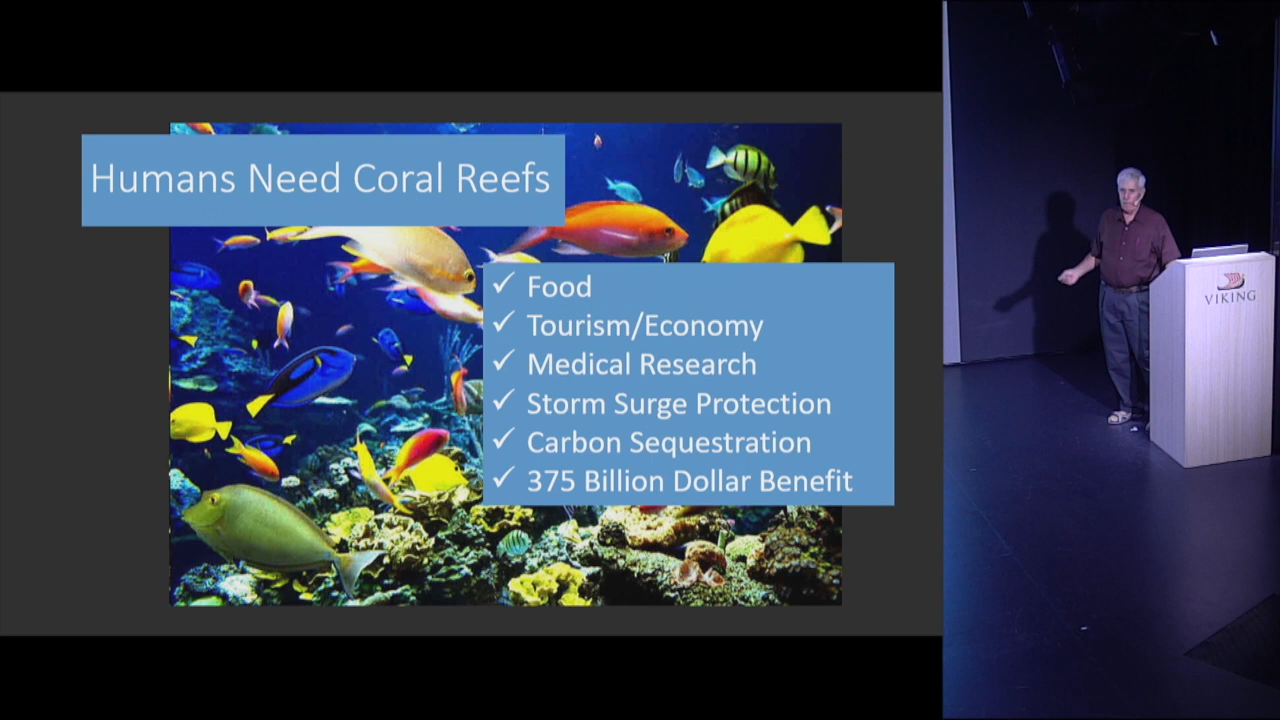 Humans Need Coral Reefs
✓ Food
✓ Tourism/Economy
✓ Medical Research
✓ Storm Surge Protection
✓ Carbon Sequestration
✓ 375 Billion Dollar Benefit
VIKING